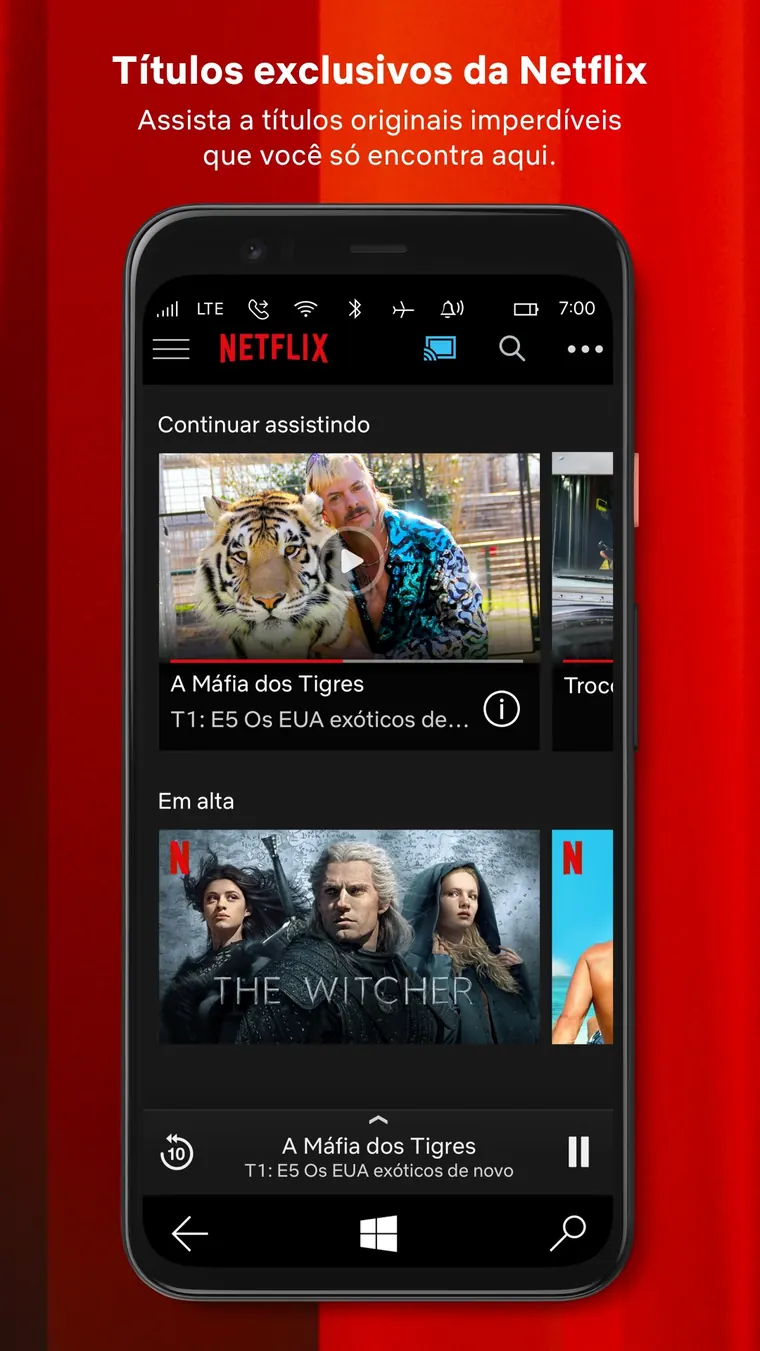 Títulos exclusivos da Netflix
Assista a títulos originais imperdíveis
que você só encontra aqui.
LTE 7:00
NETFLIX
Continuar assistindo
A Máfia dos Tigres
T1: E5 Os EUA exóticos de...
Troc
Em alta
N
N
THE WITCHER
10
A Máfia dos Tigres
T1: E5 Os EUA exóticos de novo